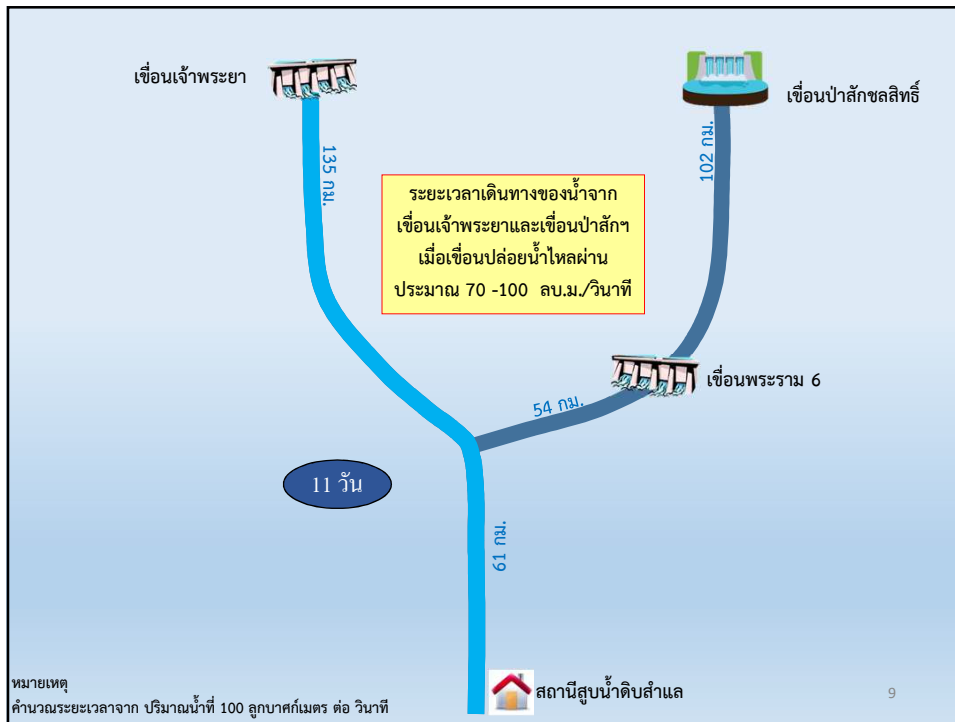 เขื่อนเจ้าพระยา
เขื่อนป่าสักชลสิทธิ์
135 กม.
102 กม.
ระยะเวลาเดินทางของน้ำจาก
เขื่อนเจ้าพระยาและเขื่อนป่าสักฯ
เมื่อเขื่อนปล่อยน้ำไหลผ่าน
ประมาณ 70 -100 ลบ.ม./วินาที
เขื่อนพระราม 6
54 กม.
11 วัน
61 กม.
สถานีสูบน้ำดิบสำแล
หมายเหตุ
คำนวณระยะเวลาจาก ปริมาณน้ำที่ 100 ลูกบาศก์เมตร ต่อ วินาที
9